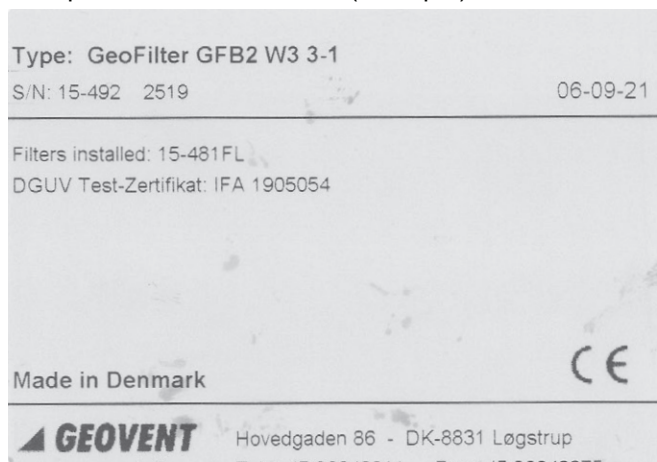 Type: GeoFilter GFB2 W3 3-1
S/N: 15-492 2519
06-09-21
Filters installed: 15-481FL
DGUV Test-Zertifikat: IFA 1905054
Made in Denmark
CE
GEOVENT
Hovedgaden 86 - DK-8831 Løgstrup